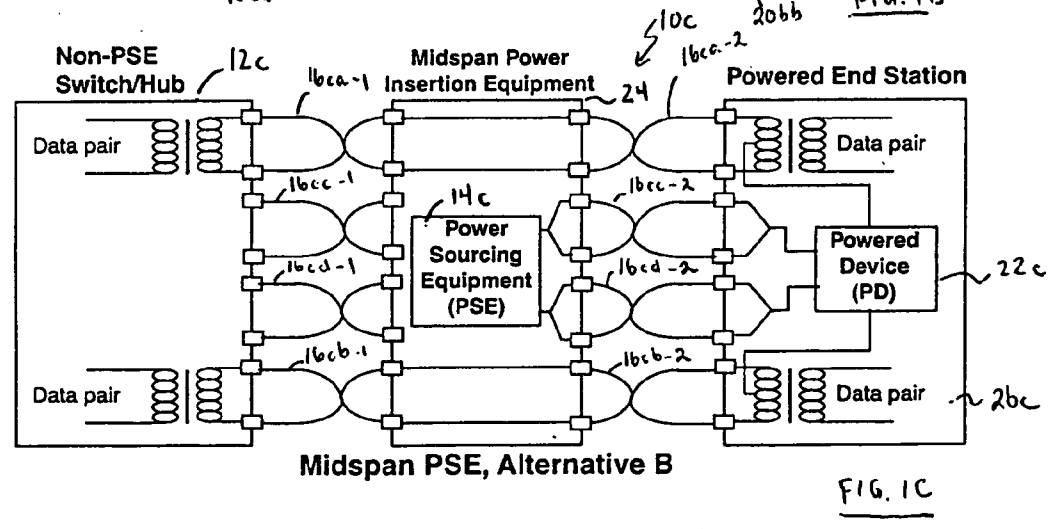 10c
20bb
Non-PSE
Switch/Hub
12c
16ca-1
Midspan Power
Insertion Equipment
24
16ca-2
Powered End Station
Data pair
Data pair
16cc-1
14c
16cc-2
Power
Sourcing
Equipment
(PSE)
Powered
Device
(PD)
22c
16cd-1
16cd-2
16cb-1
16cb-2
Data pair
Data pair
26c
Midspan PSE, Alternative B
FIG. 1C